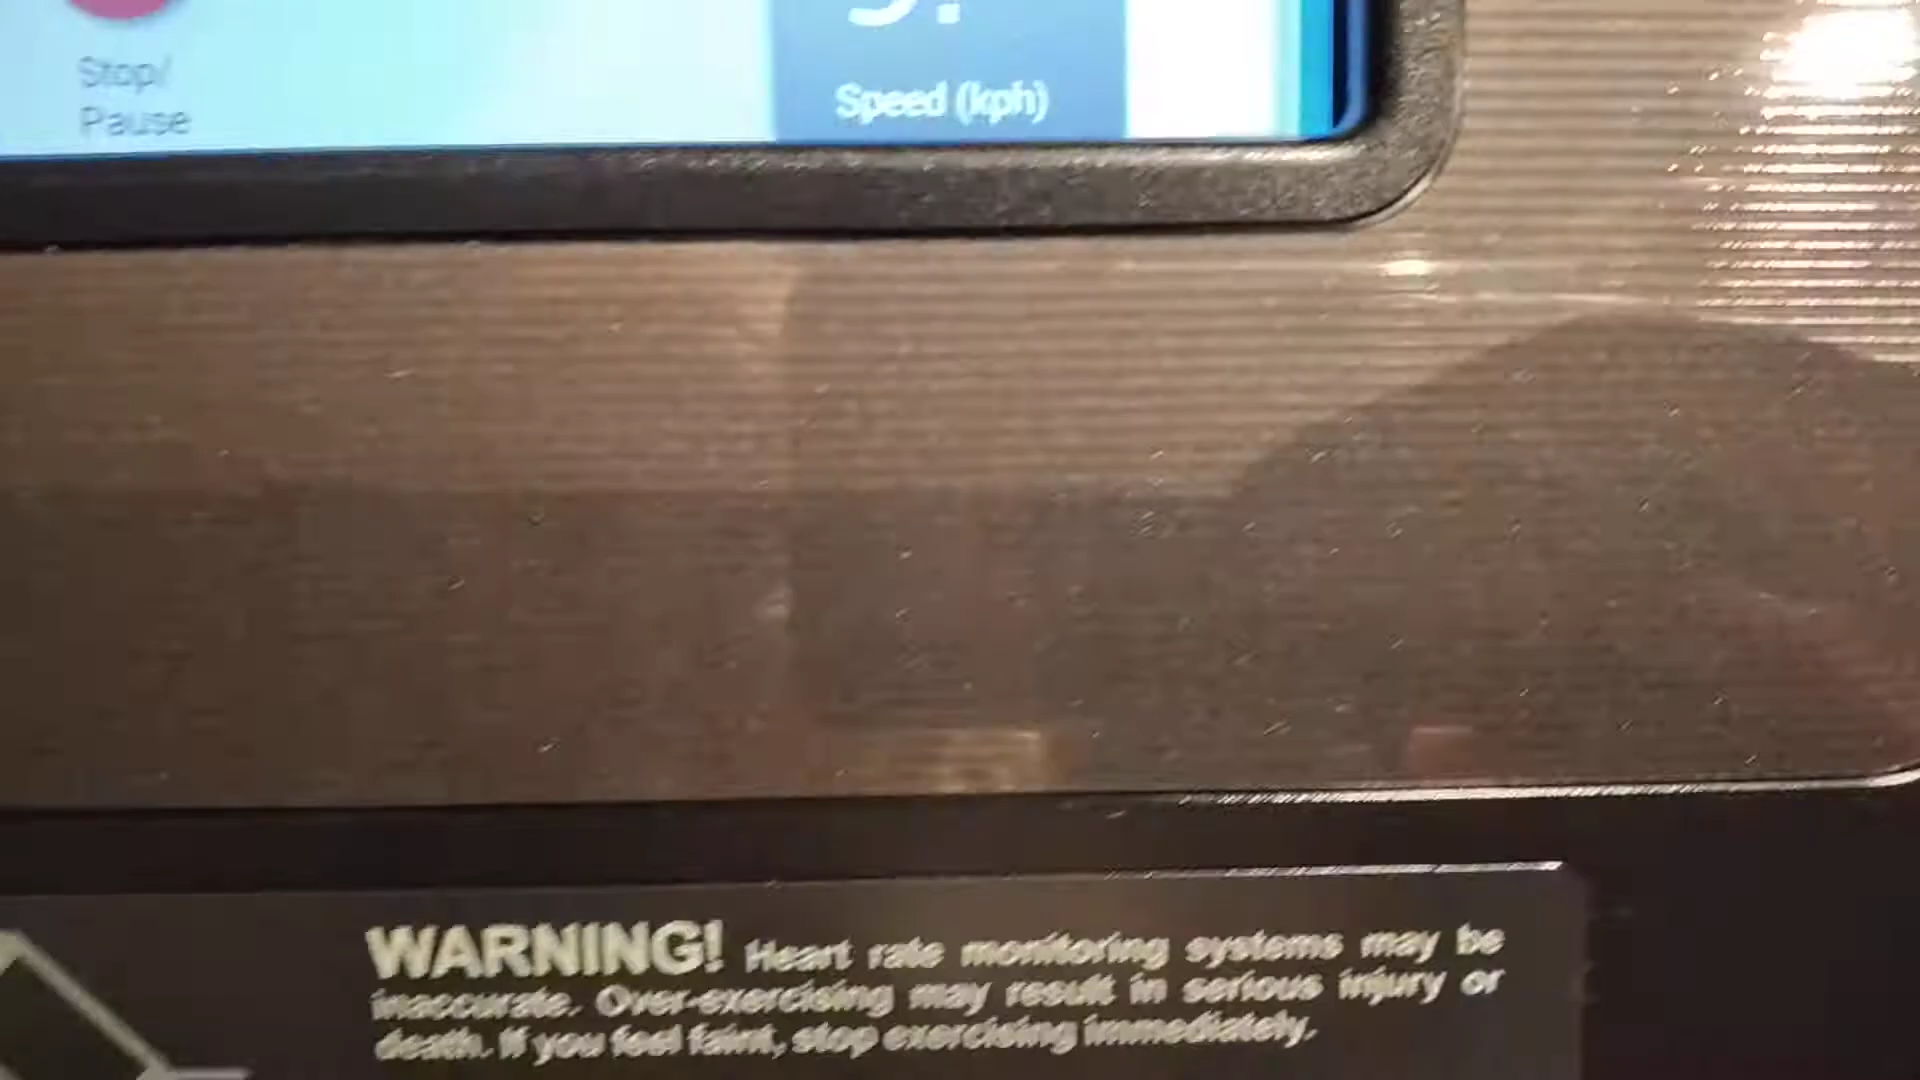 Stop/
Pause
Speed (kph)
WARNING! Heart rate monitoring systems may be
inaccurate. Over-exercising may result in serious injury or
death. If you feel faint, stop exercising immediately.